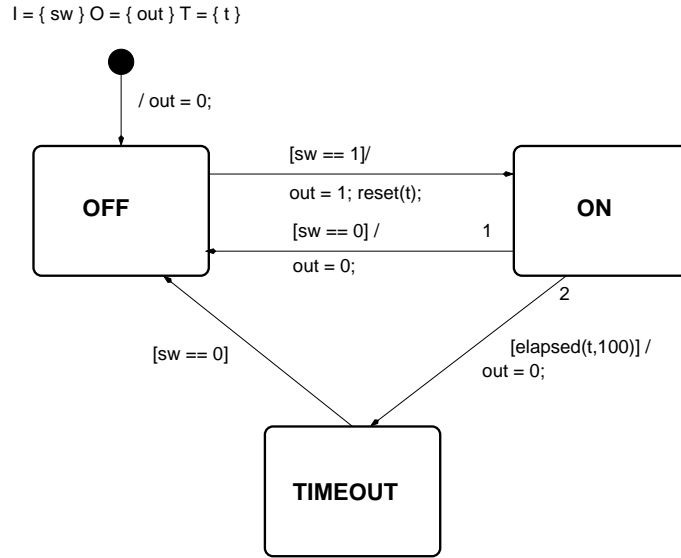 I = { sw } O = { out } T = { t }
/ out = 0;
[sw == 1]/
out = 1; reset(t);
OFF
ON
[sw == 0] /
1
out = 0;
2
[sw == 0]
[elapsed(t,100)] /
out = 0;
TIMEOUT